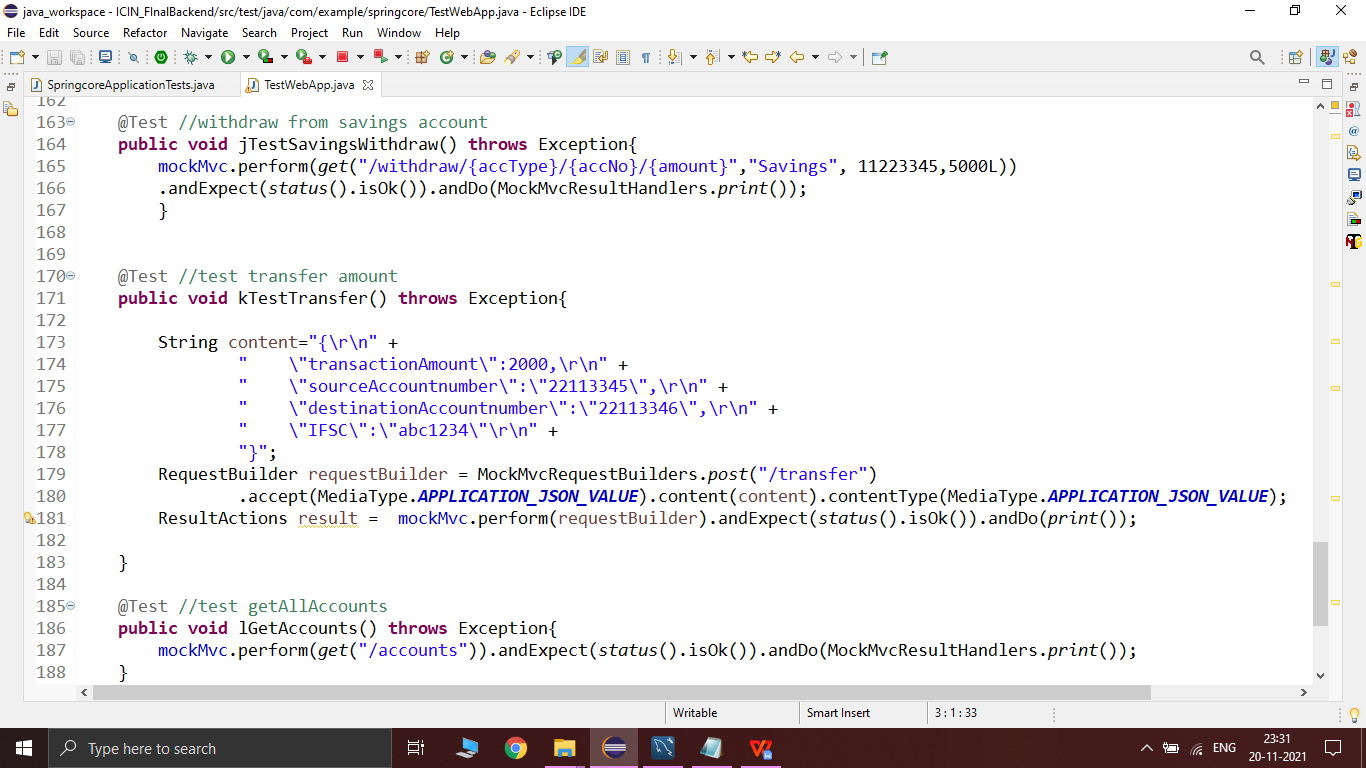 java_workspace - ICIN_FInalBackend/src/test/java/com/example/springcore/TestWebApp.java - Eclipse IDE
File Edit Source Refactor Navigate Search Project Run Window Help
SpringcoreApplicationTests.java TestWebApp.java
162
163 @Test //withdraw from savings account
164 public void jTestSavingsWithdraw() throws Exception{
165 mockMvc.perform(get("/withdraw/{accType}/{accNo}/{amount}","Savings", 11223345,5000L))
166 .andExpect(status().isOk()).andDo(MockMvcResultHandlers.print());
167 }
168
169
170 @Test //test transfer amount
171 public void kTestTransfer() throws Exception{
172
173 String content="{\r\n" +
174 "    \"transactionAmount\":2000,\r\n" +
175 "    \"sourceAccountnumber\":\"22113345\",\r\n" +
176 "    \"destinationAccountnumber\":\"22113346\",\r\n" +
177 "    \"IFSC\":\"abc1234\"\r\n" +
178 "}";
179 RequestBuilder requestBuilder = MockMvcRequestBuilders.post("/transfer")
180 .accept(MediaType.APPLICATION_JSON_VALUE).content(content).contentType(MediaType.APPLICATION_JSON_VALUE);
181 ResultActions result =  mockMvc.perform(requestBuilder).andExpect(status().isOk()).andDo(print());
182
183 }
184
185 @Test //test getAllAccounts
186 public void lGetAccounts() throws Exception{
187 mockMvc.perform(get("/accounts")).andExpect(status().isOk()).andDo(MockMvcResultHandlers.print());
188 }
Writable Smart Insert 3 : 1 : 33
Type here to search
ENG
23:31
20-11-2021